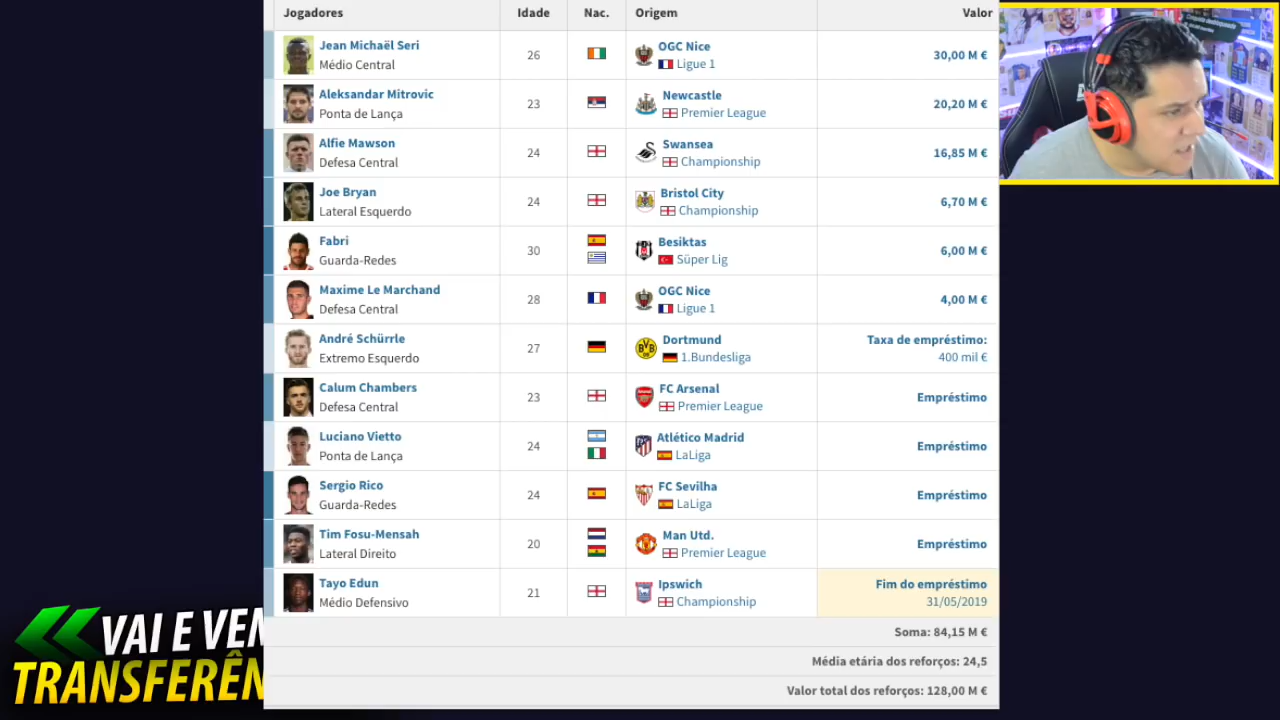 Jogadores Idade Nac. Origem Valor
Jean Michaël Seri
Médio Central
26
OGC Nice
Ligue 1
30,00 M €
Aleksandar Mitrovic
Ponta de Lança
23
Newcastle
Premier League
20,20 M €
Alfie Mawson
Defesa Central
24
Swansea
Championship
16,85 M €
Joe Bryan
Lateral Esquerdo
24
Bristol City
Championship
6,70 M €
Fabri
Guarda-Redes
30
Besiktas
Süper Lig
6,00 M €
Maxime Le Marchand
Defesa Central
28
OGC Nice
Ligue 1
4,00 M €
André Schürrle
Extremo Esquerdo
27
Dortmund
1.Bundesliga
Taxa de empréstimo:
400 mil €
Calum Chambers
Defesa Central
23
FC Arsenal
Premier League
Empréstimo
Luciano Vietto
Ponta de Lança
24
Atlético Madrid
LaLiga
Empréstimo
Sergio Rico
Guarda-Redes
24
FC Sevilha
LaLiga
Empréstimo
Tim Fosu-Mensah
Lateral Direito
20
Man Utd.
Premier League
Empréstimo
Tayo Edun
Médio Defensivo
21
Ipswich
Championship
Fim do empréstimo
31/05/2019
Soma: 84,15 M €
Média etária dos reforços: 24,5
Valor total dos reforços: 128,00 M €
VAI E VEM
TRANSFERÊN